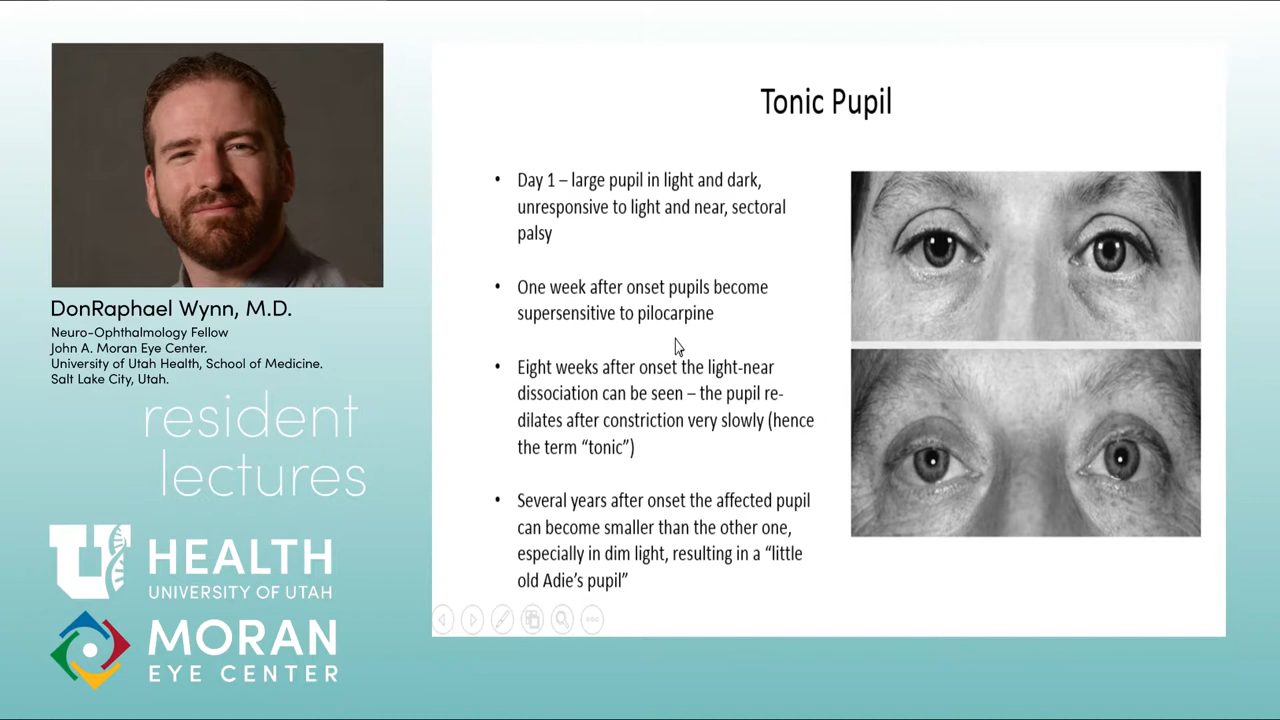 DonRaphael Wynn, M.D.
Neuro-Ophthalmology Fellow
John A. Moran Eye Center.
University of Utah Health, School of Medicine.
Salt Lake City, Utah.
resident
lectures
U
HEALTH
UNIVERSITY OF UTAH
MORAN
EYE CENTER
Tonic Pupil
• Day 1 – large pupil in light and dark,
unresponsive to light and near, sectoral
palsy
• One week after onset pupils become
supersensitive to pilocarpine
• Eight weeks after onset the light-near
dissociation can be seen – the pupil re-
dilates after constriction very slowly (hence
the term “tonic”)
• Several years after onset the affected pupil
can become smaller than the other one,
especially in dim light, resulting in a “little
old Adie’s pupil”